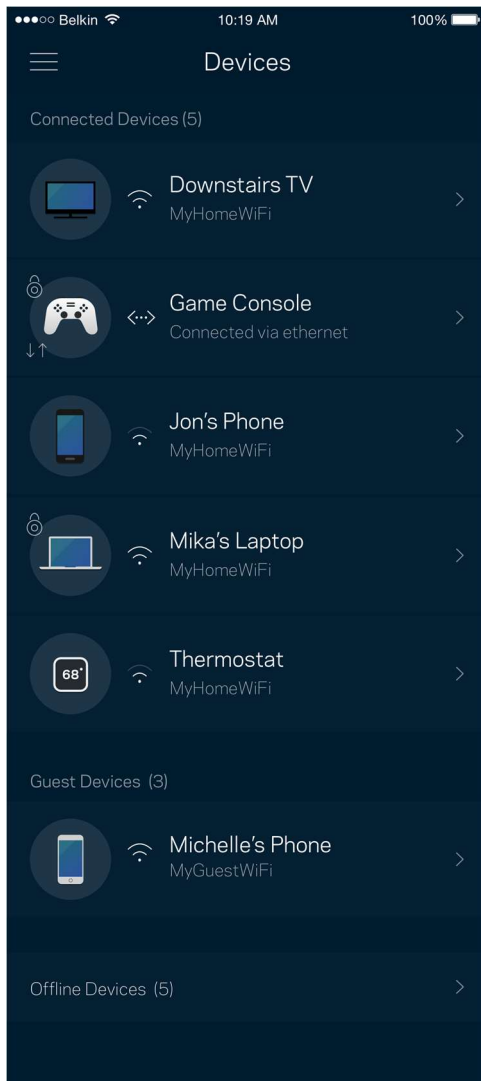 Belkin 10:19 AM 100%
Devices
Connected Devices (5)
Downstairs TV
MyHomeWiFi
Game Console
Connected via ethernet
Jon's Phone
MyHomeWiFi
Mika's Laptop
MyHomeWiFi
68°
Thermostat
MyHomeWiFi
Guest Devices (3)
Michelle's Phone
MyGuestWiFi
Offline Devices (5)